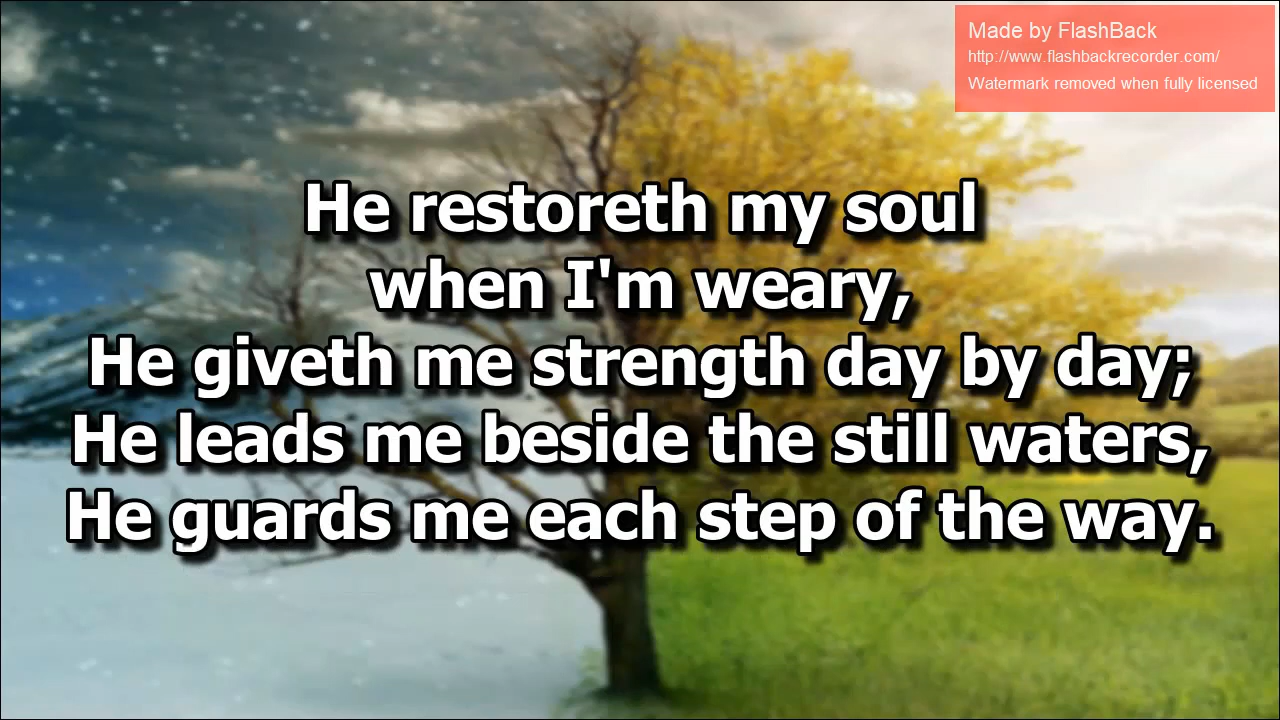 Made by FlashBack
http://www.flashbackrecorder.com/
Watermark removed when fully licensed
He restoreth my soul
when I'm weary,
He giveth me strength day by day;
He leads me beside the still waters,
He guards me each step of the way.